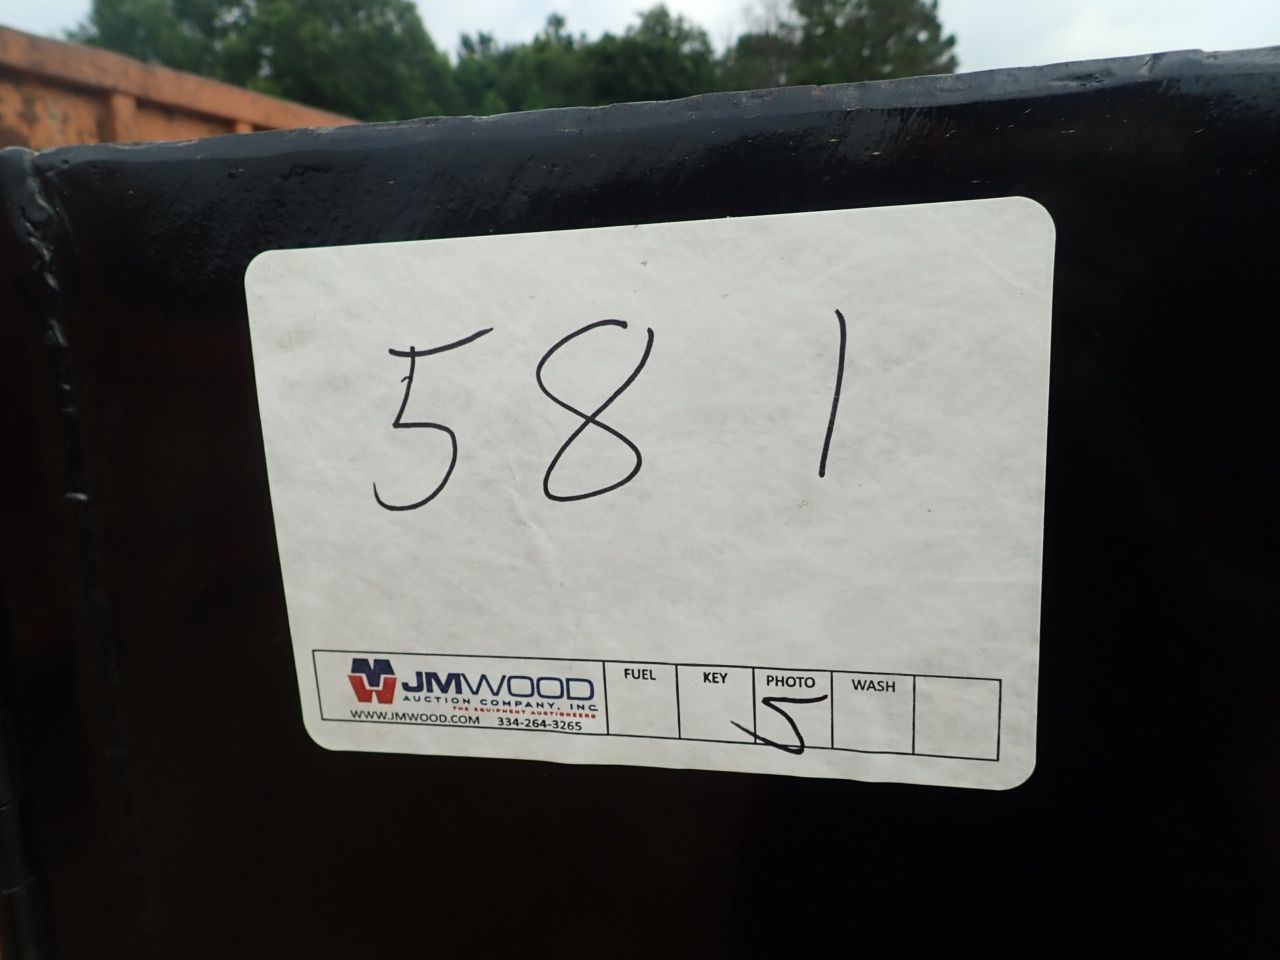 581
JMWOOD
AUCTION COMPANY, INC.
THE EQUIPMENT AUCTIONEERS
WWW.JMWOOD.COM 334-264-3265
FUEL KEY PHOTO WASH
5